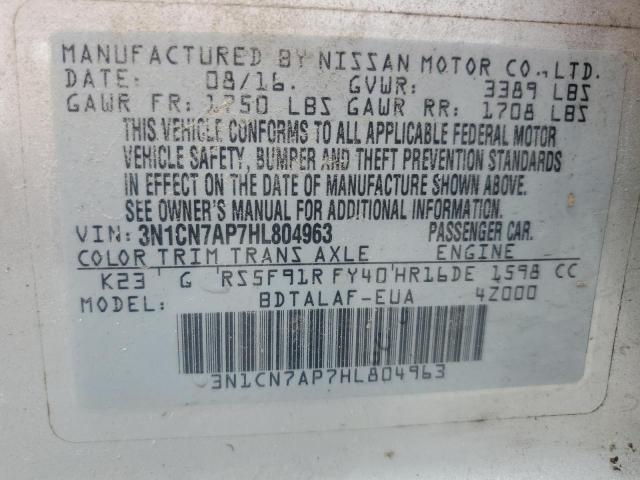 MANUFACTURED BY NISSAN MOTOR CO.,LTD.
DATE: 08/16. GVWR: 3389 LBS
GAWR FR: 1750 LBS GAWR RR: 1708 LBS
THIS VEHICLE CONFORMS TO ALL APPLICABLE FEDERAL MOTOR
VEHICLE SAFETY, BUMPER AND THEFT PREVENTION STANDARDS
IN EFFECT ON THE DATE OF MANUFACTURE SHOWN ABOVE.
SEE OWNER'S MANUAL FOR ADDITIONAL INFORMATION.
VIN: 3N1CN7AP7HL804963 PASSENGER CAR.
COLOR TRIM TRANS AXLE ENGINE
K23 G RS5F91R FY40 HR16DE 1598 CC
MODEL: BDTALAF-EUA 4Z000
3N1CN7AP7HL804963